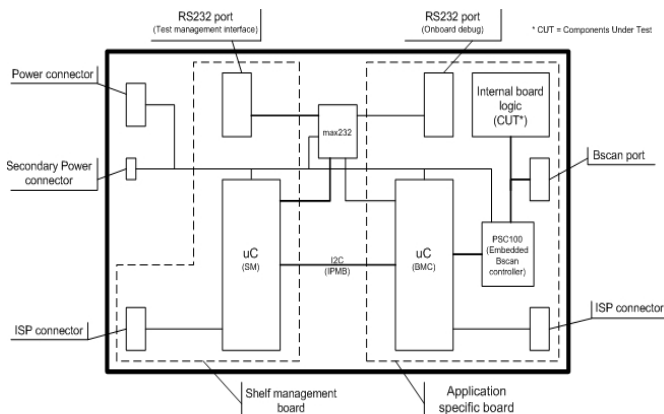 RS232 port
(Test management interface)
RS232 port
(Onboard debug)
* CUT = Components Under Test
Power connector
Internal board
logic
(CUT*)
max232
Secondary Power
connector
Bscan port
uC
(SM)
I2C
(IPMB)
uC
(BMC)
PSC100
(Embedded
Bscan
controller)
ISP connector
ISP connector
Shelf management
board
Application
specific board